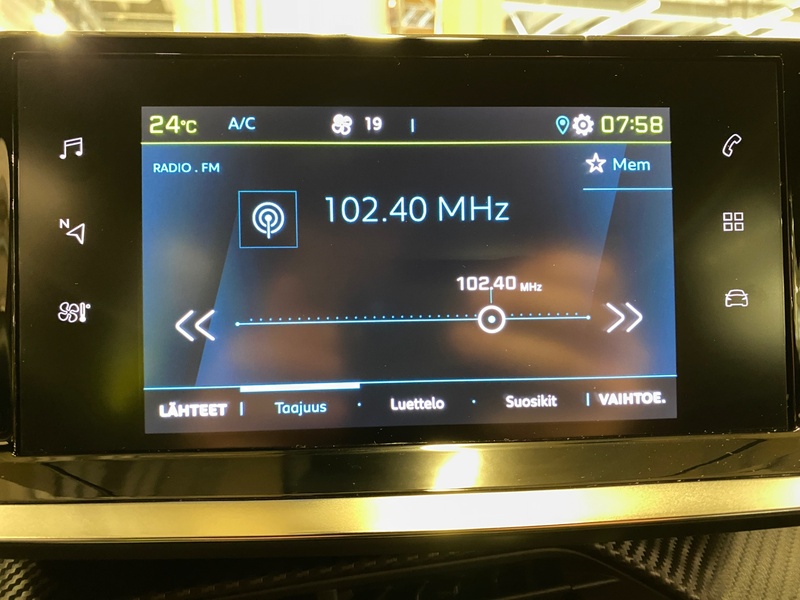 24°C A/C 19 07:58
RADIO . FM
Mem
102.40 MHz
N
102.40 MHz
LÄHTEET Taajuus Luettelo Suosikit VAIHTOE.